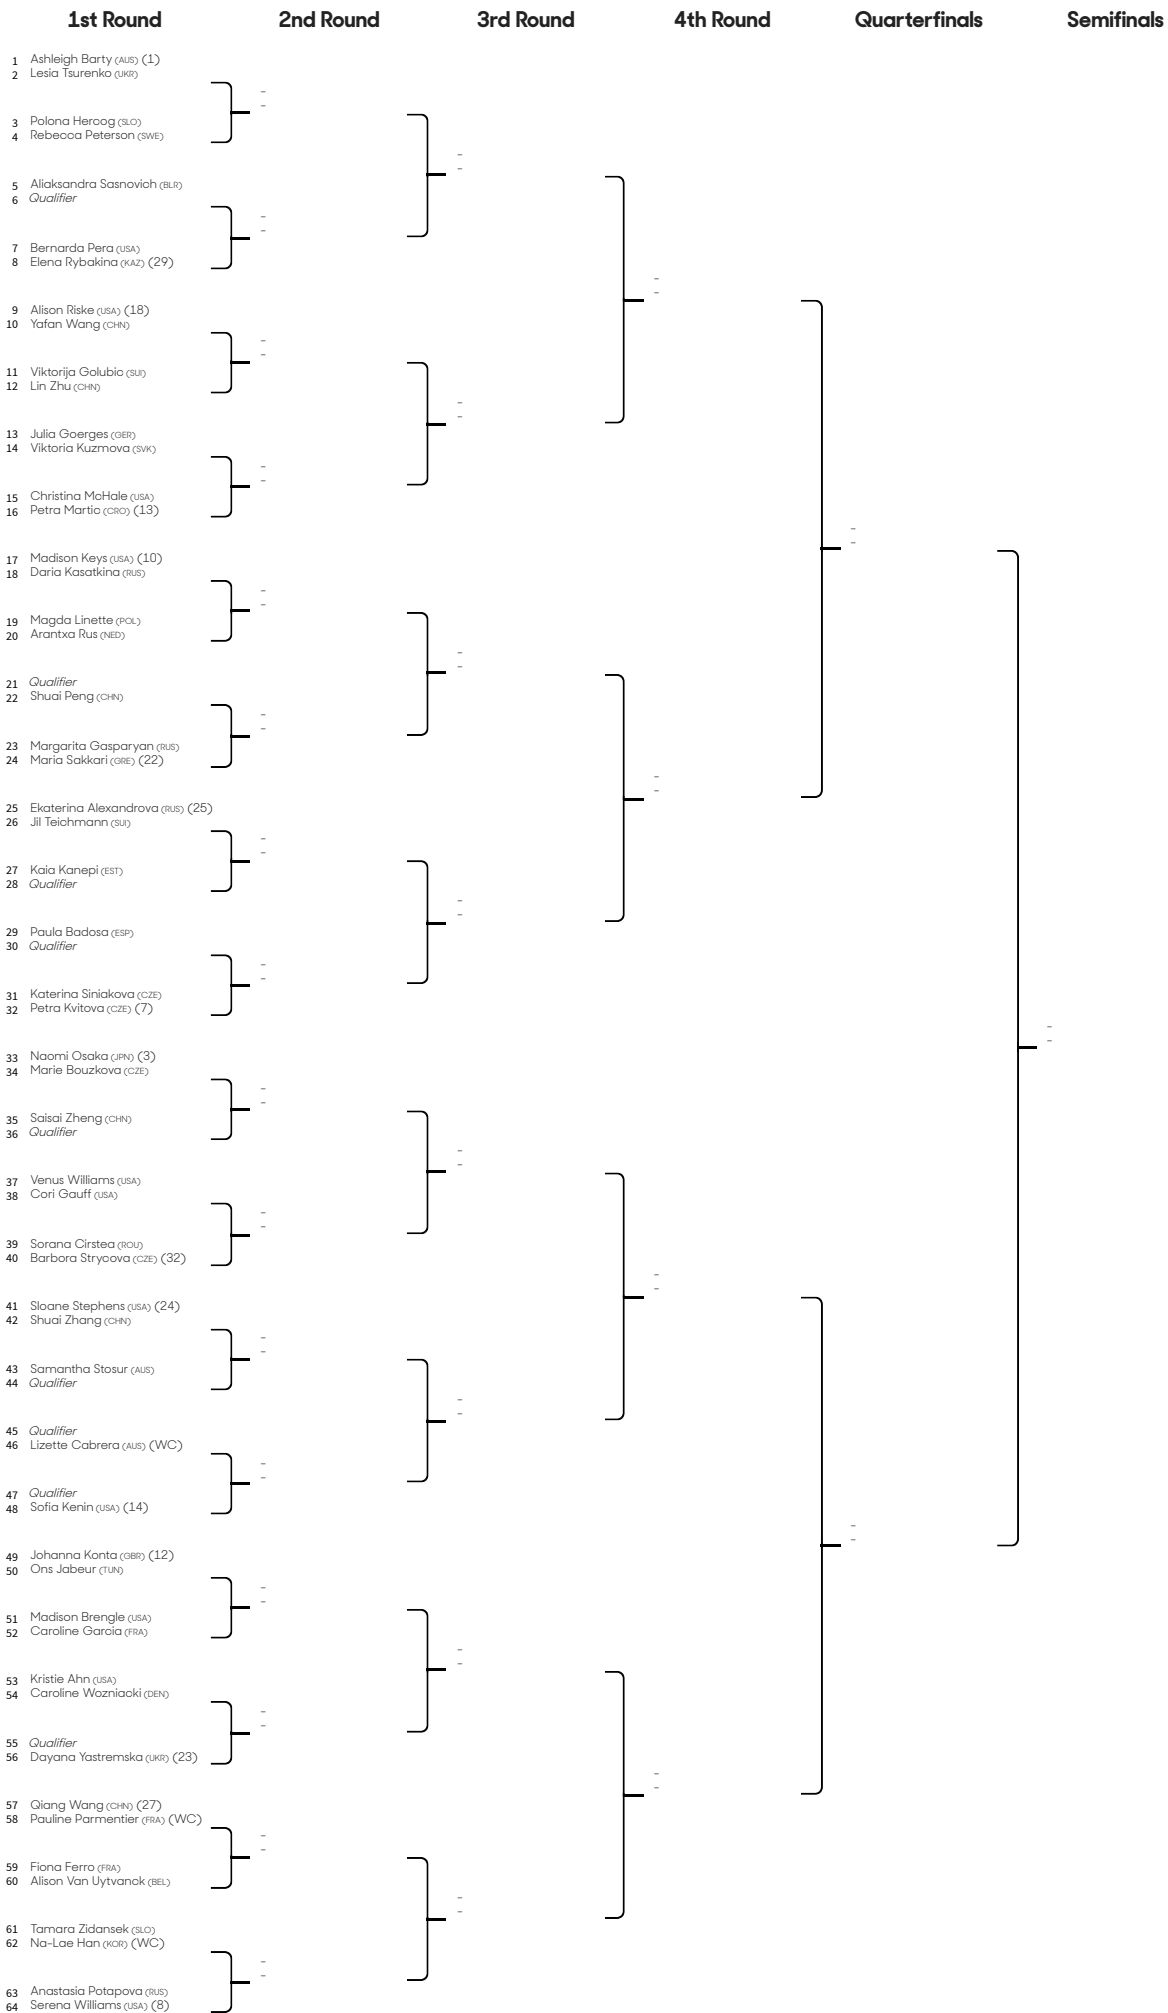 1st Round 2nd Round 3rd Round 4th Round Quarterfinals Semifinals
1 Ashleigh Barty (AUS) (1)
2 Lesia Tsurenko (UKR)
3 Polona Hercog (SLO)
4 Rebecca Peterson (SWE)
5 Aliaksandra Sasnovich (BLR)
6 Qualifier
7 Bernarda Pera (USA)
8 Elena Rybakina (KAZ) (29)
9 Alison Riske (USA) (18)
10 Yafan Wang (CHN)
11 Viktorija Golubic (SUI)
12 Lin Zhu (CHN)
13 Julia Goerges (GER)
14 Viktoria Kuzmova (SVK)
15 Christina McHale (USA)
16 Petra Martic (CRO) (13)
17 Madison Keys (USA) (10)
18 Daria Kasatkina (RUS)
19 Magda Linette (POL)
20 Arantxa Rus (NED)
21 Qualifier
22 Shuai Peng (CHN)
23 Margarita Gasparyan (RUS)
24 Maria Sakkari (GRE) (22)
25 Ekaterina Alexandrova (RUS) (25)
26 Jil Teichmann (SUI)
27 Kaia Kanepi (EST)
28 Qualifier
29 Paula Badosa (ESP)
30 Qualifier
31 Katerina Siniakova (CZE)
32 Petra Kvitova (CZE) (7)
33 Naomi Osaka (JPN) (3)
34 Marie Bouzkova (CZE)
35 Saisai Zheng (CHN)
36 Qualifier
37 Venus Williams (USA)
38 Cori Gauff (USA)
39 Sorana Cirstea (ROU)
40 Barbora Strycova (CZE) (32)
41 Sloane Stephens (USA) (24)
42 Shuai Zhang (CHN)
43 Samantha Stosur (AUS)
44 Qualifier
45 Qualifier
46 Lizette Cabrera (AUS) (WC)
47 Qualifier
48 Sofia Kenin (USA) (14)
49 Johanna Konta (GBR) (12)
50 Ons Jabeur (TUN)
51 Madison Brengle (USA)
52 Caroline Garcia (FRA)
53 Kristie Ahn (USA)
54 Caroline Wozniacki (DEN)
55 Qualifier
56 Dayana Yastremska (UKR) (23)
57 Qiang Wang (CHN) (27)
58 Pauline Parmentier (FRA) (WC)
59 Fiona Ferro (FRA)
60 Alison Van Uytvanck (BEL)
61 Tamara Zidansek (SLO)
62 Na-Lae Han (KOR) (WC)
63 Anastasia Potapova (RUS)
64 Serena Williams (USA) (8)